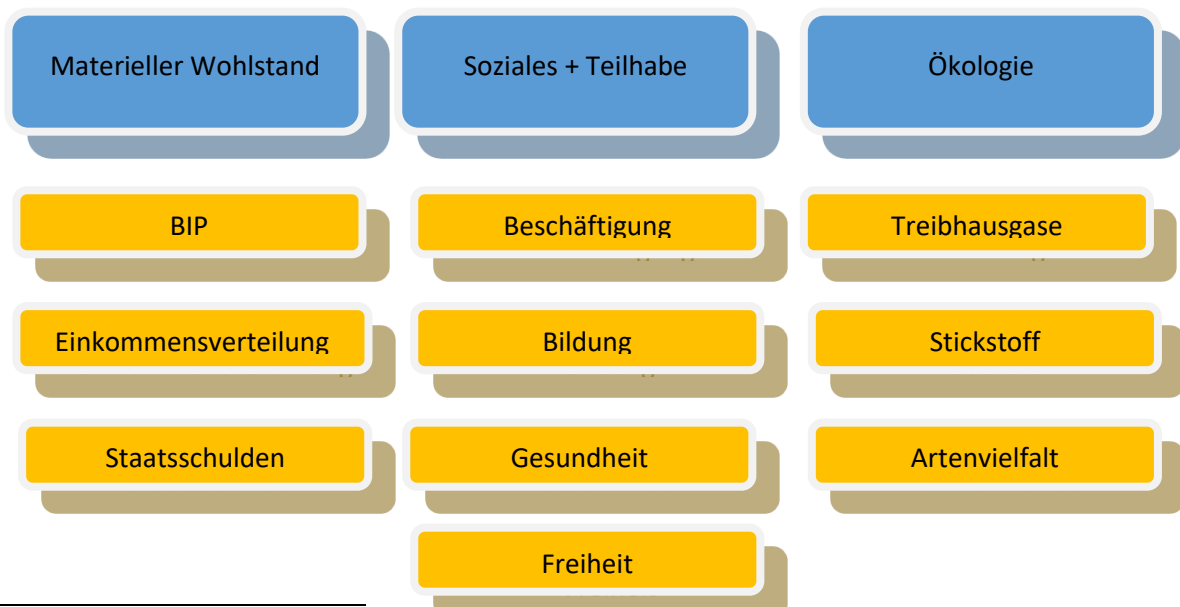 Materieller Wohlstand
Soziales + Teilhabe
Ökologie
BIP
Beschäftigung
Treibhausgase
Einkommensverteilung
Bildung
Stickstoff
Staatsschulden
Gesundheit
Artenvielfalt
Freiheit